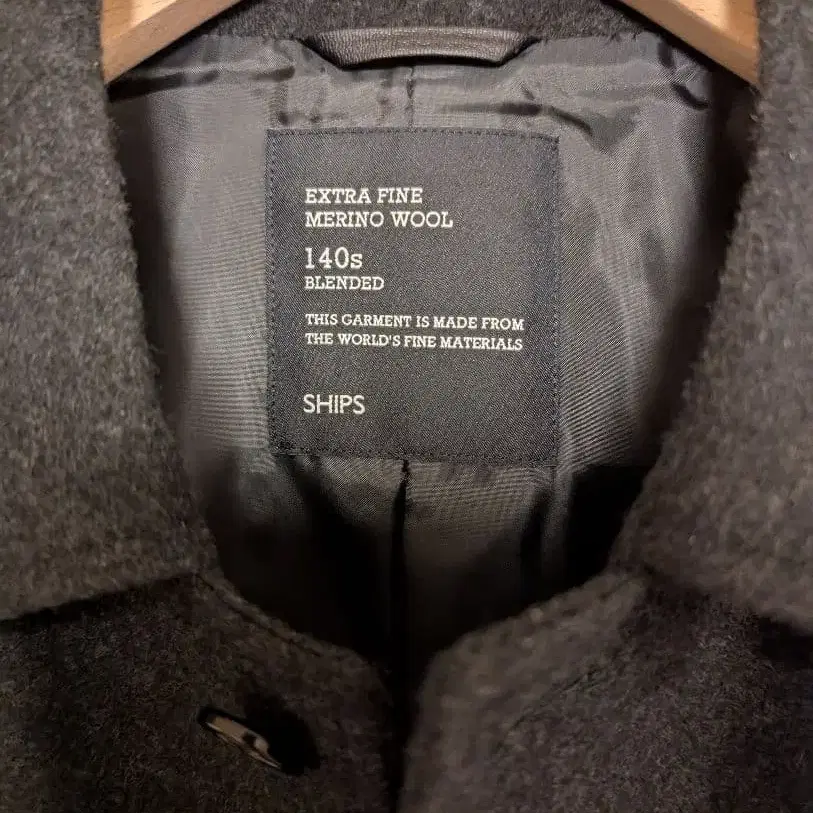 EXTRA FINE
MERINO WOOL
140s
BLENDED
THIS GARMENT IS MADE FROM
THE WORLD'S FINE MATERIALS
SHIPS